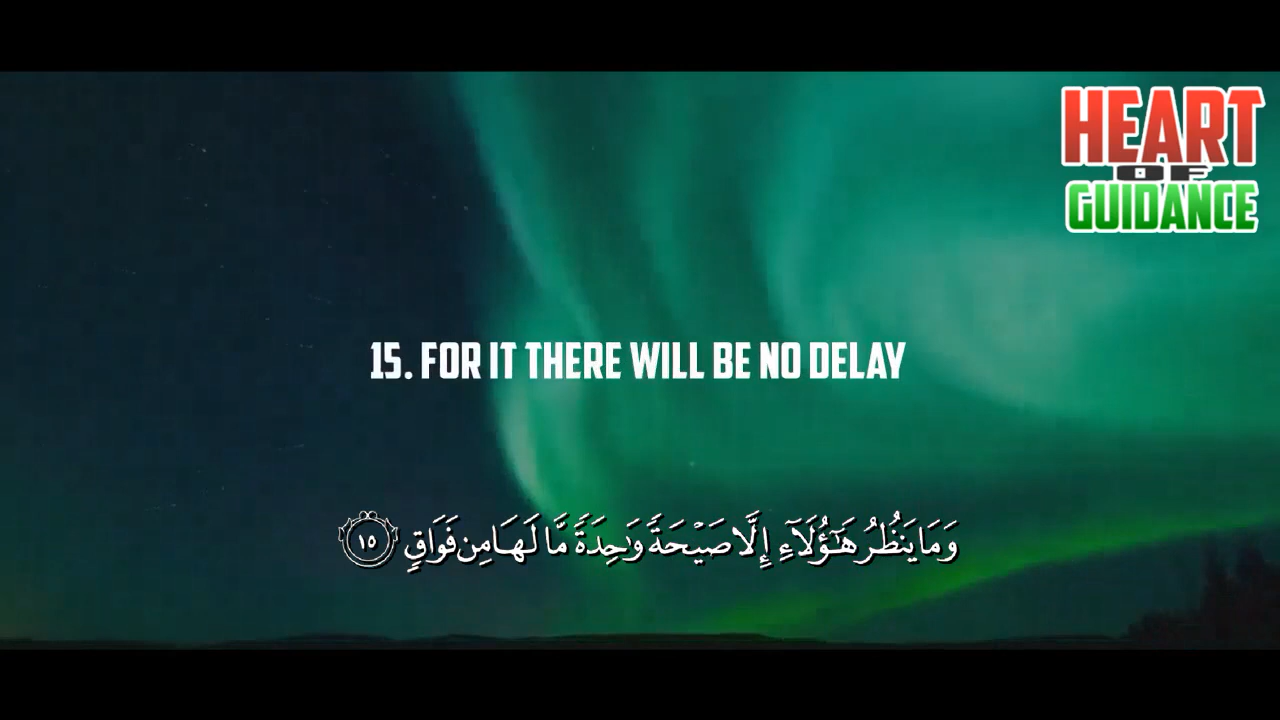 HEART
OF
GUIDANCE
15. FOR IT THERE WILL BE NO DELAY
وَمَا يَنظُرُ هَٰٓؤُلَآءِ إِلَّا صَيْحَةً وَٰحِدَةً مَّا لَهَا مِن فَوَاقٍ ١٥